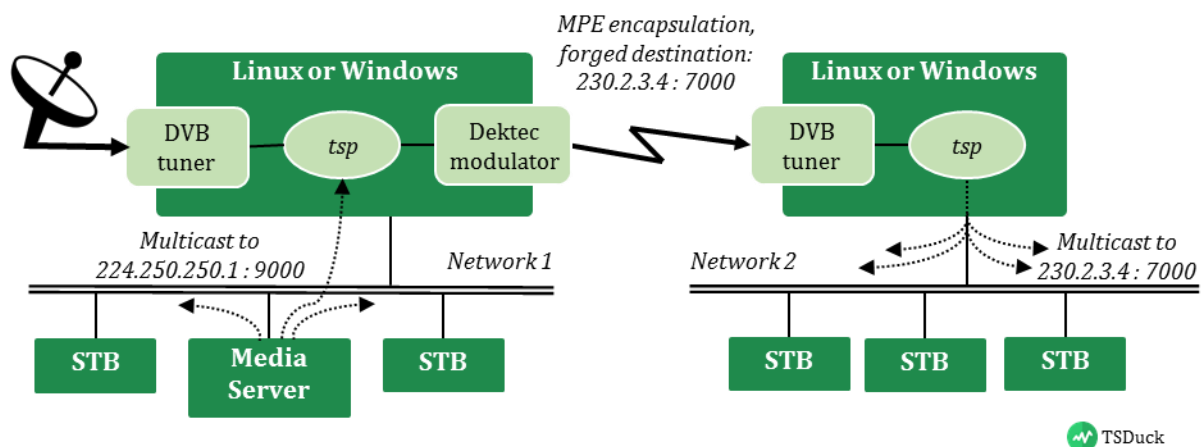 MPE encapsulation,
forged destination:
230.2.3.4 : 7000
Linux or Windows
DVB
tuner
tsp
Dektec
modulator
Linux or Windows
DVB
tuner
tsp
Multicast to
224.250.250.1 : 9000
Network 1
Network 2
Multicast to
230.2.3.4 : 7000
STB
Media
Server
STB
STB
STB
STB
TSDuck